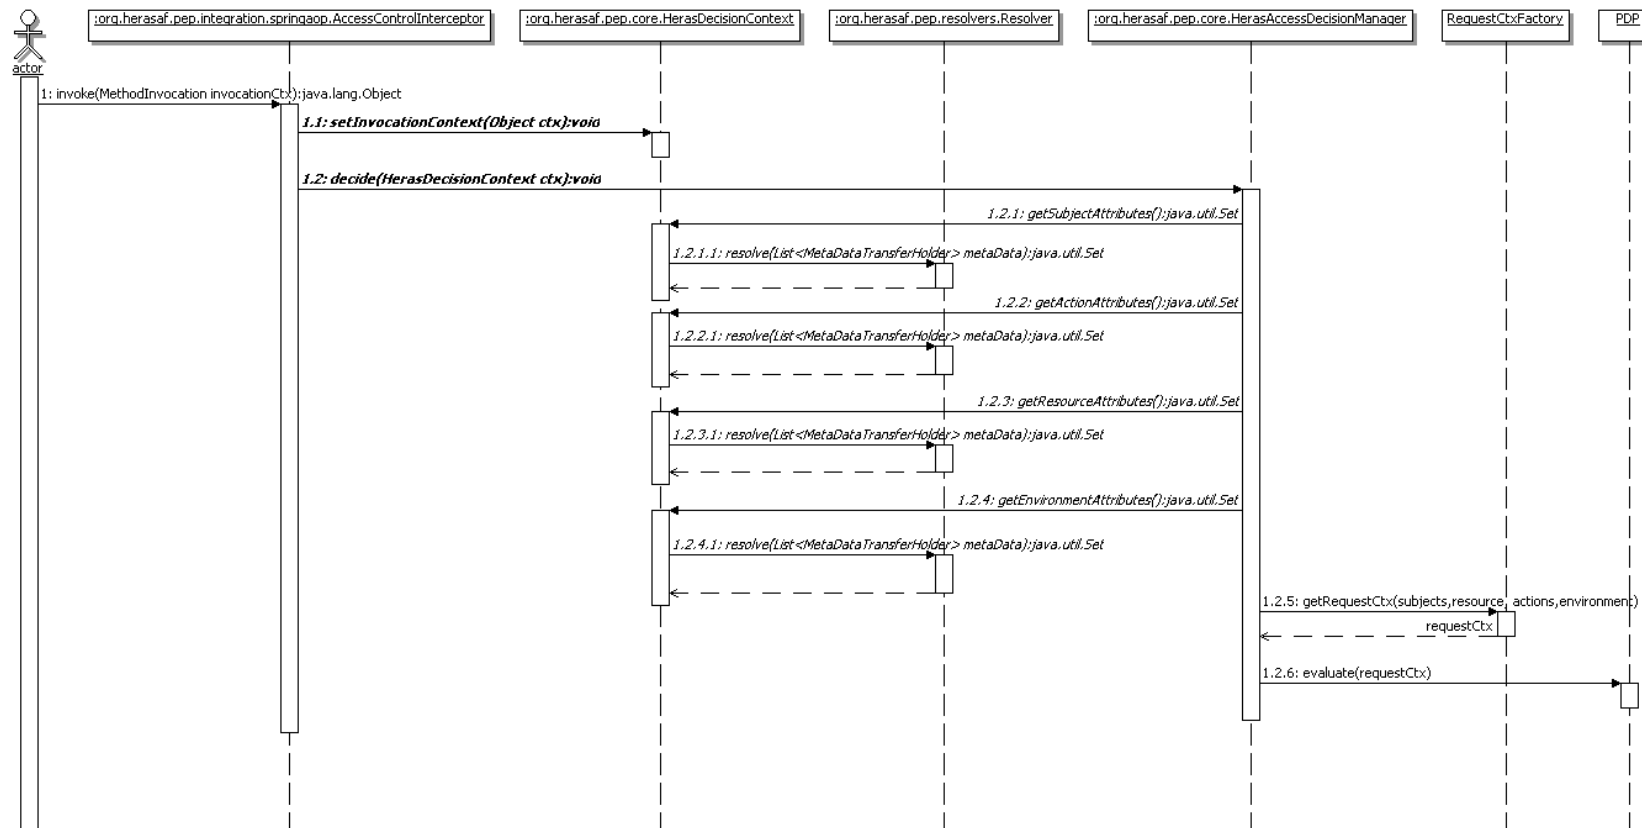 :org.herasaf.pep.integration.springaop.AccessControlInterceptor
:org.herasaf.pep.core.HerasDecisionContext
:org.herasaf.pep.resolvers.Resolver
:org.herasaf.pep.core.HerasAccessDecisionManager
RequestCtxFactory
PDP
actor
1: invoke(MethodInvocation invocationCtx):java.lang.Object
1.1: setInvocationContext(Object ctx):void
1.2: decide(HerasDecisionContext ctx):void
1.2.1: getSubjectAttributes():java.util.Set
1.2.1.1: resolve(List<MetaDataTransferHolder> metaData):java.util.Set
1.2.2: getActionAttributes():java.util.Set
1.2.2.1: resolve(List<MetaDataTransferHolder> metaData):java.util.Set
1.2.3: getResourceAttributes():java.util.Set
1.2.3.1: resolve(List<MetaDataTransferHolder> metaData):java.util.Set
1.2.4: getEnvironmentAttributes():java.util.Set
1.2.4.1: resolve(List<MetaDataTransferHolder> metaData):java.util.Set
1.2.5: getRequestCtx(subjects,resource, actions,environment)
requestCtx
1.2.6: evaluate(requestCtx)